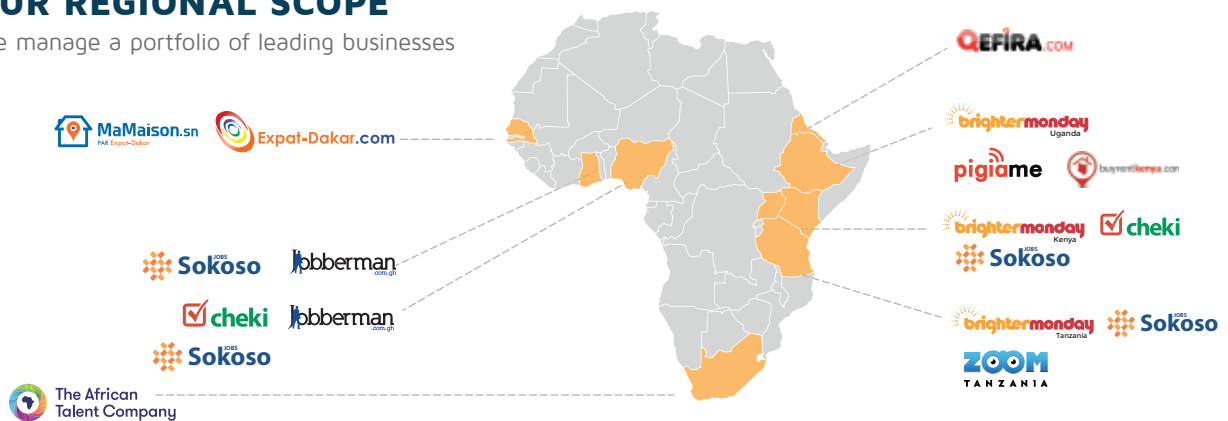 UR REGIONAL SCOPE
e manage a portfolio of leading businesses
MaMaison.sn
PAR Expat-Dakar
Expat-Dakar.com
QEFIRA.COM
brightermonday
Uganda
pigiame
buyrentkenya.com
brightermonday
Kenya
cheki
JOBS
Sokoso
JOBS
Sokoso
Jobberman
.com.gh
cheki
Jobberman
.com.gh
JOBS
Sokoso
brightermonday
Tanzania
JOBS
Sokoso
ZOOM
TANZANIA
The African
Talent Company